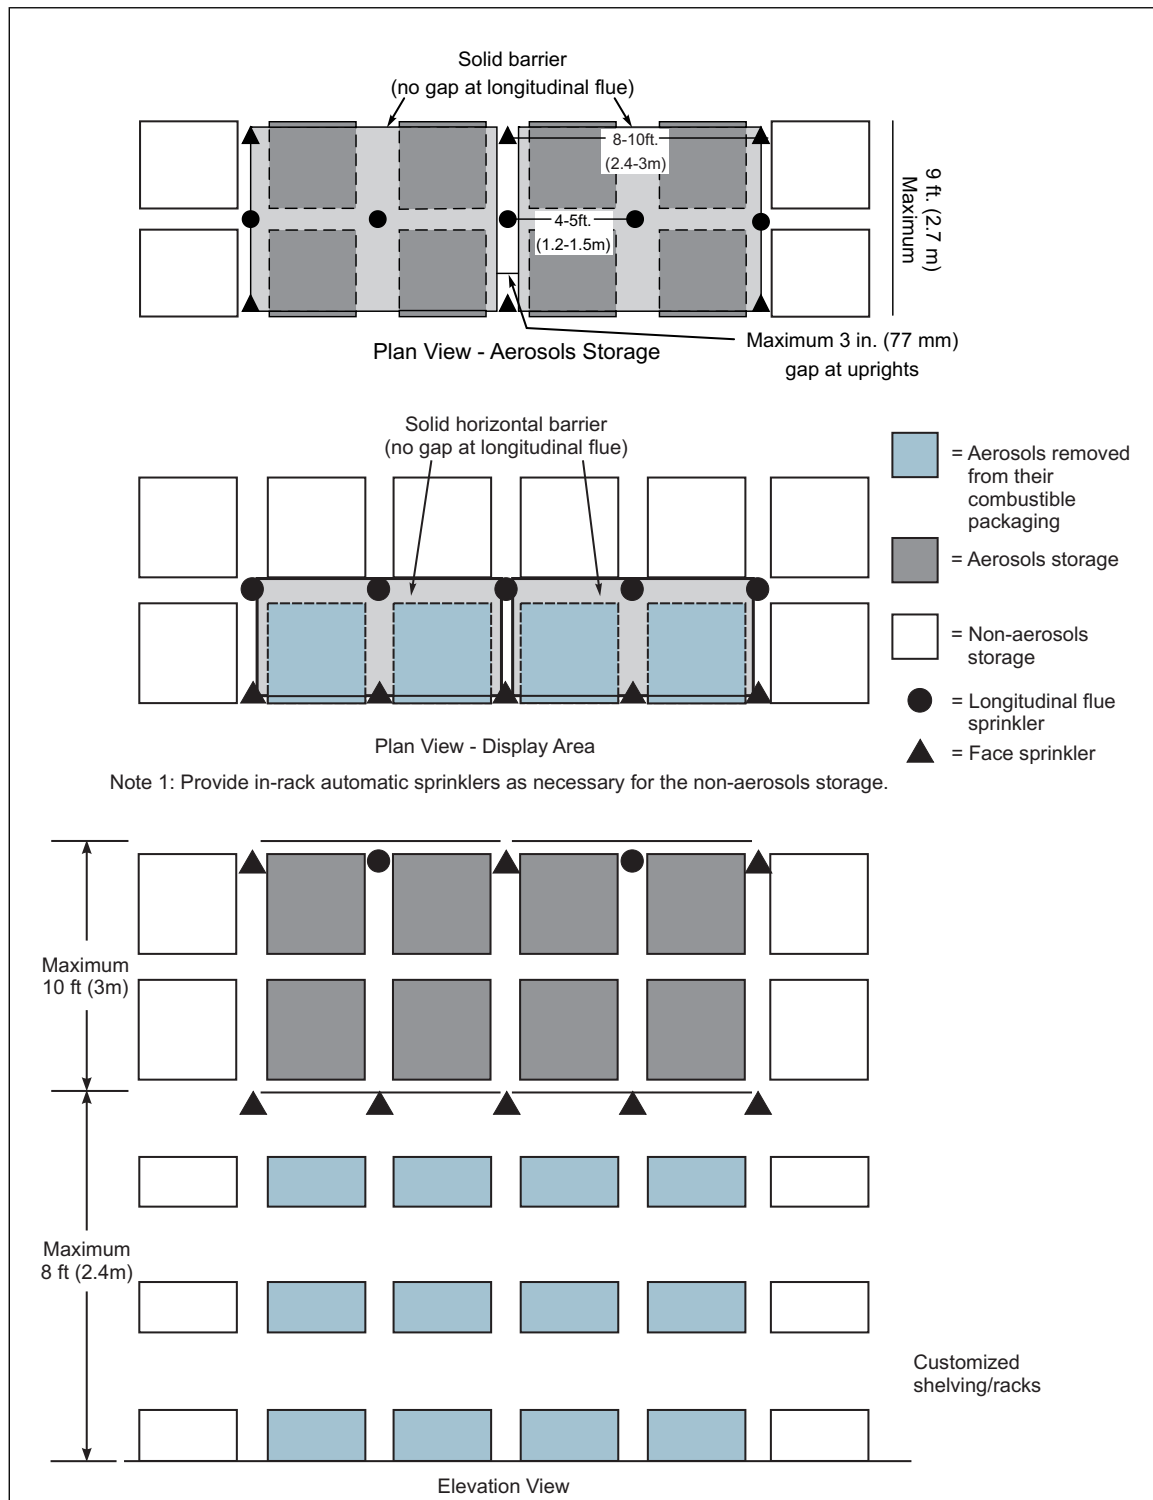 Solid barrier
(no gap at longitudinal flue)
8-10ft.
(2.4-3m)
4-5ft.
(1.2-1.5m)
9 ft. (2.7 m)
Maximum
Plan View - Aerosols Storage
Maximum 3 in. (77 mm)
gap at uprights
Solid horizontal barrier
(no gap at longitudinal flue)
= Aerosols removed
from their
combustible
packaging
= Aerosols storage
= Non-aerosols
storage
= Longitudinal flue
sprinkler
= Face sprinkler
Plan View - Display Area
Note 1: Provide in-rack automatic sprinklers as necessary for the non-aerosols storage.
Maximum
10 ft (3m)
Maximum
8 ft (2.4m)
Customized
shelving/racks
Elevation View